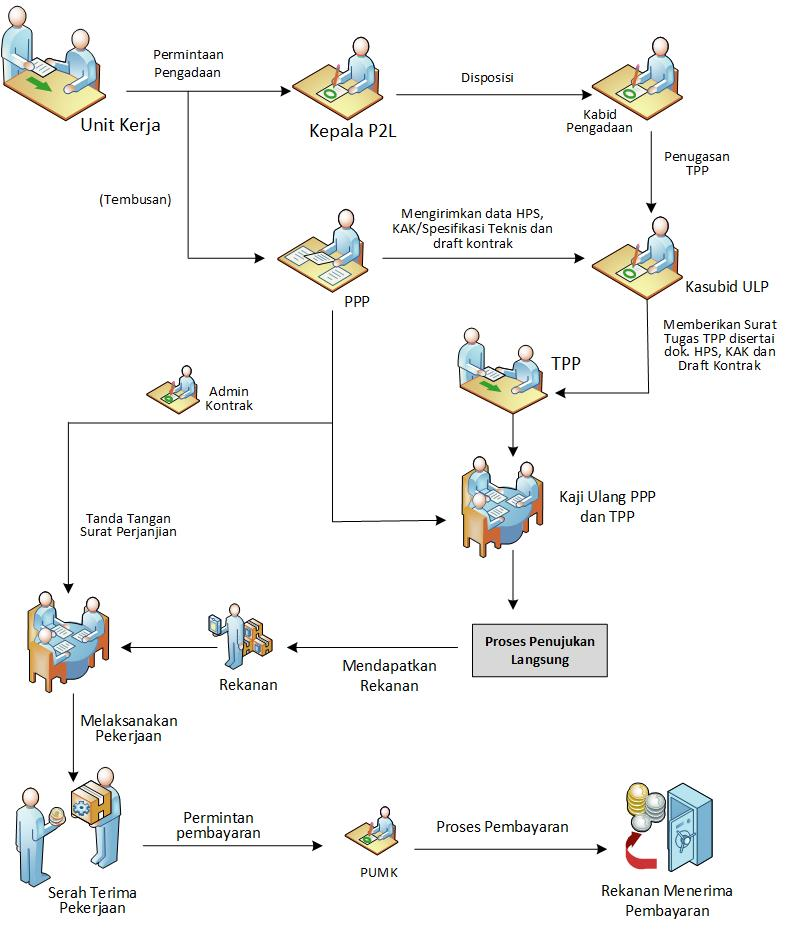 Permintaan
Pengadaan
Unit Kerja
Kepala P2L
Disposisi
Kabid
Pengadaan
Penugasan
TPP
(Tembusan)
PPP
Mengirimkan data HPS,
KAK/Spesifikasi Teknis dan
draft kontrak
Kasubid ULP
Memberikan Surat
Tugas TPP disertai
dok. HPS, KAK dan
Draft Kontrak
TPP
Admin
Kontrak
Kaji Ulang PPP
dan TPP
Tanda Tangan
Surat Perjanjian
Proses Penujukan
Langsung
Mendapatkan
Rekanan
Rekanan
Melaksanakan
Pekerjaan
Serah Terima
Pekerjaan
Permintan
pembayaran
PUMK
Proses Pembayaran
Rekanan Menerima
Pembayaran